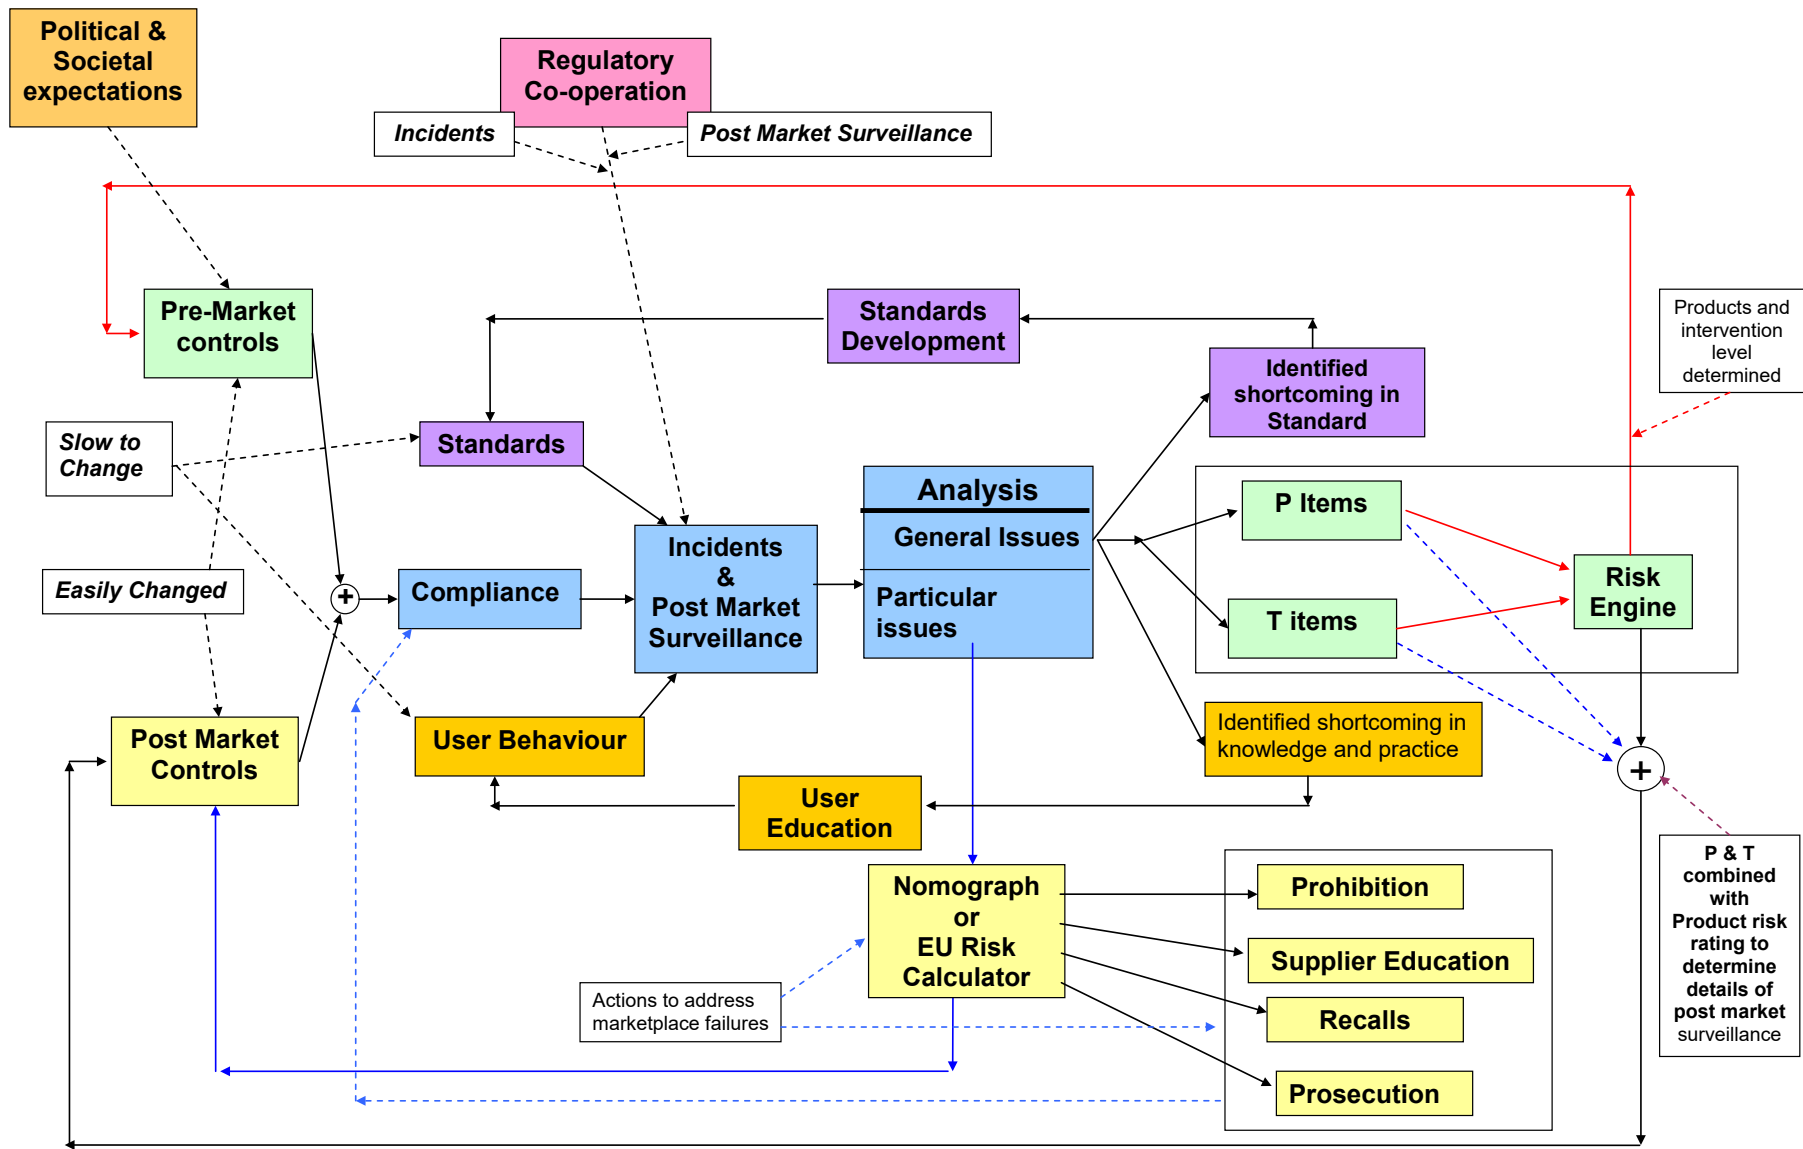 Political &
Societal
expectations
Regulatory
Co-operation
Incidents
Post Market Surveillance
Pre-Market
controls
Standards
Development
Identified
shortcoming in
Standard
Products and
intervention
level
determined
Slow to
Change
Standards
Analysis
General Issues
Particular
issues
P Items
T items
Risk
Engine
Incidents
&
Post Market
Surveillance
Easily Changed
+
Compliance
Post Market
Controls
User Behaviour
Identified shortcoming in
knowledge and practice
+
User
Education
Nomograph
or
EU Risk
Calculator
Prohibition
Supplier Education
Recalls
Prosecution
Actions to address
marketplace failures
P & T
combined
with
Product risk
rating to
determine
details of
post market
surveillance